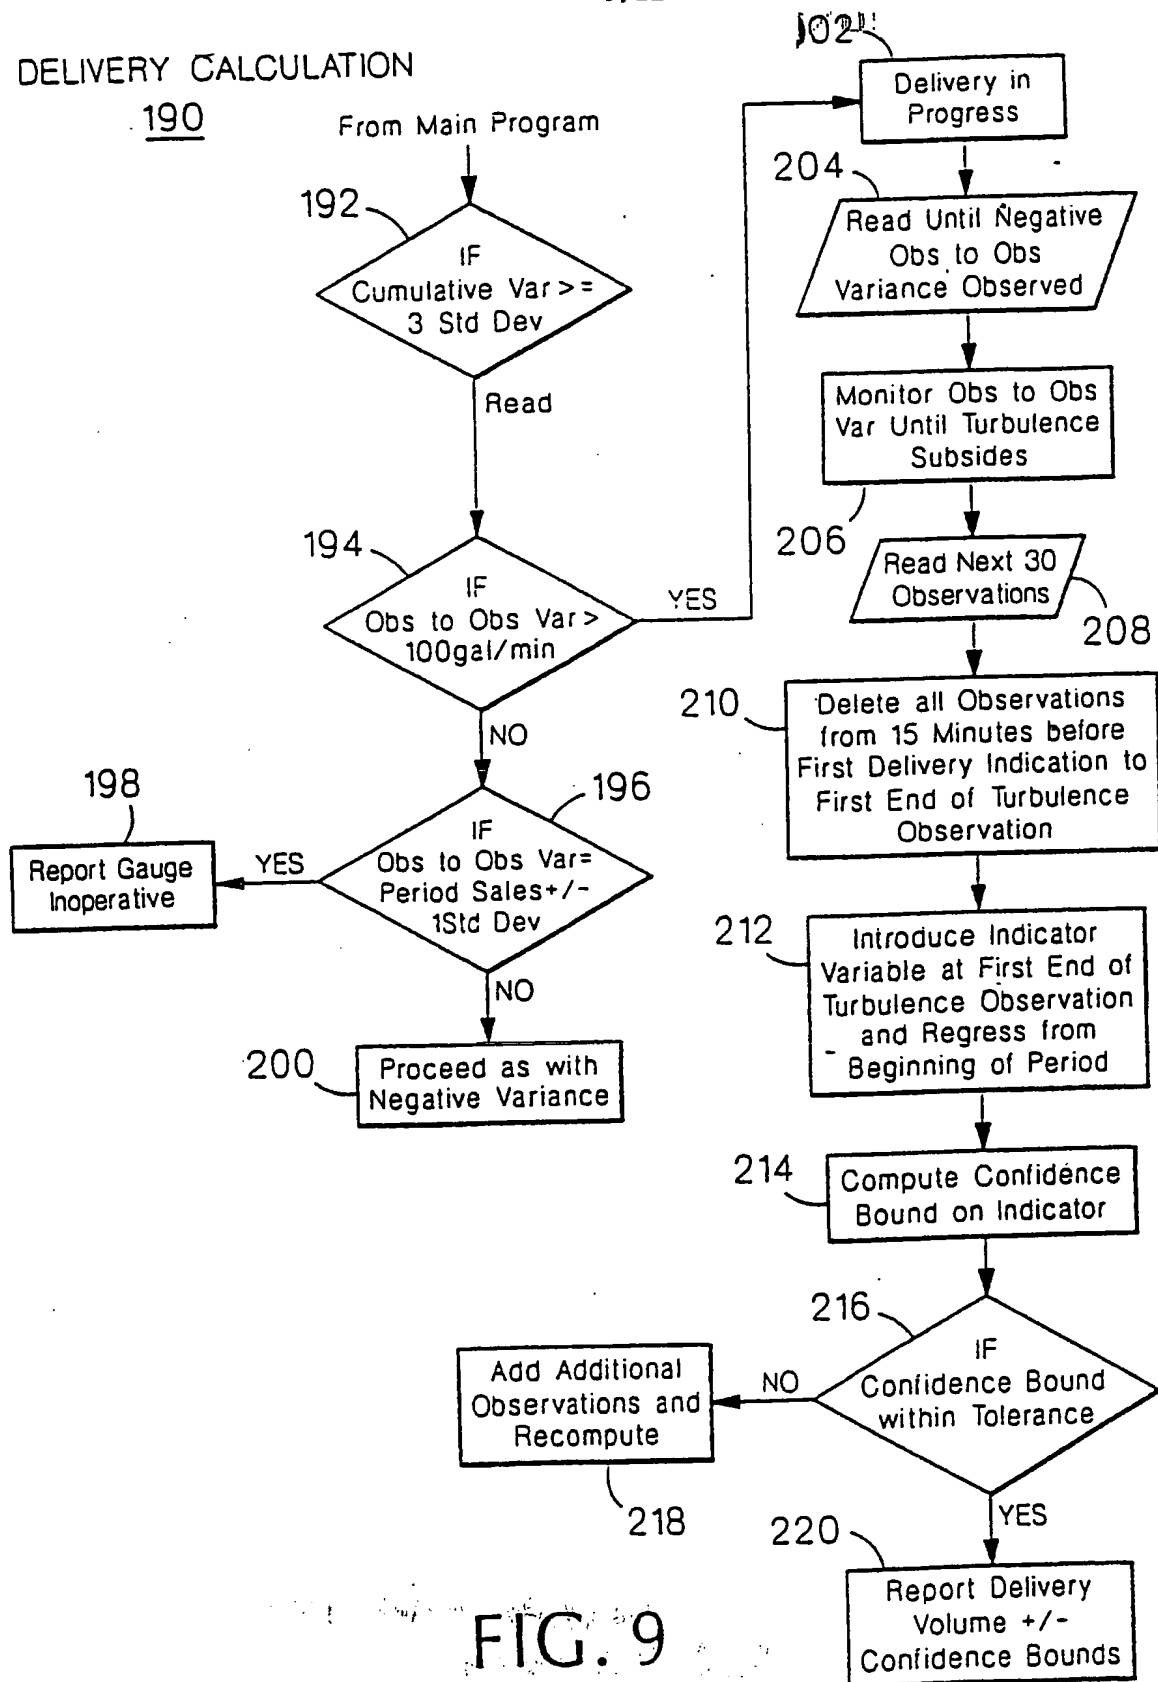 DELIVERY CALCULATION
190
From Main Program
192
IF
Cumulative Var >=
3 Std Dev
Read
194
IF
Obs to Obs Var >
100gal/min
YES
NO
196
IF
Obs to Obs Var=
Period Sales+/-
1Std Dev
YES
198
Report Gauge
Inoperative
NO
200
Proceed as with
Negative Variance
102
Delivery in
Progress
204
Read Until Negative
Obs to Obs
Variance Observed
Monitor Obs to Obs
Var Until Turbulence
Subsides
206
Read Next 30
Observations
208
210
Delete all Observations
from 15 Minutes before
First Delivery Indication to
First End of Turbulence
Observation
212
Introduce Indicator
Variable at First End of
Turbulence Observation
and Regress from
Beginning of Period
214
Compute Confidence
Bound on Indicator
216
IF
Confidence Bound
within Tolerance
NO
Add Additional
Observations and
Recompute
218
YES
220
Report Delivery
Volume +/-
Confidence Bounds
FIG. 9